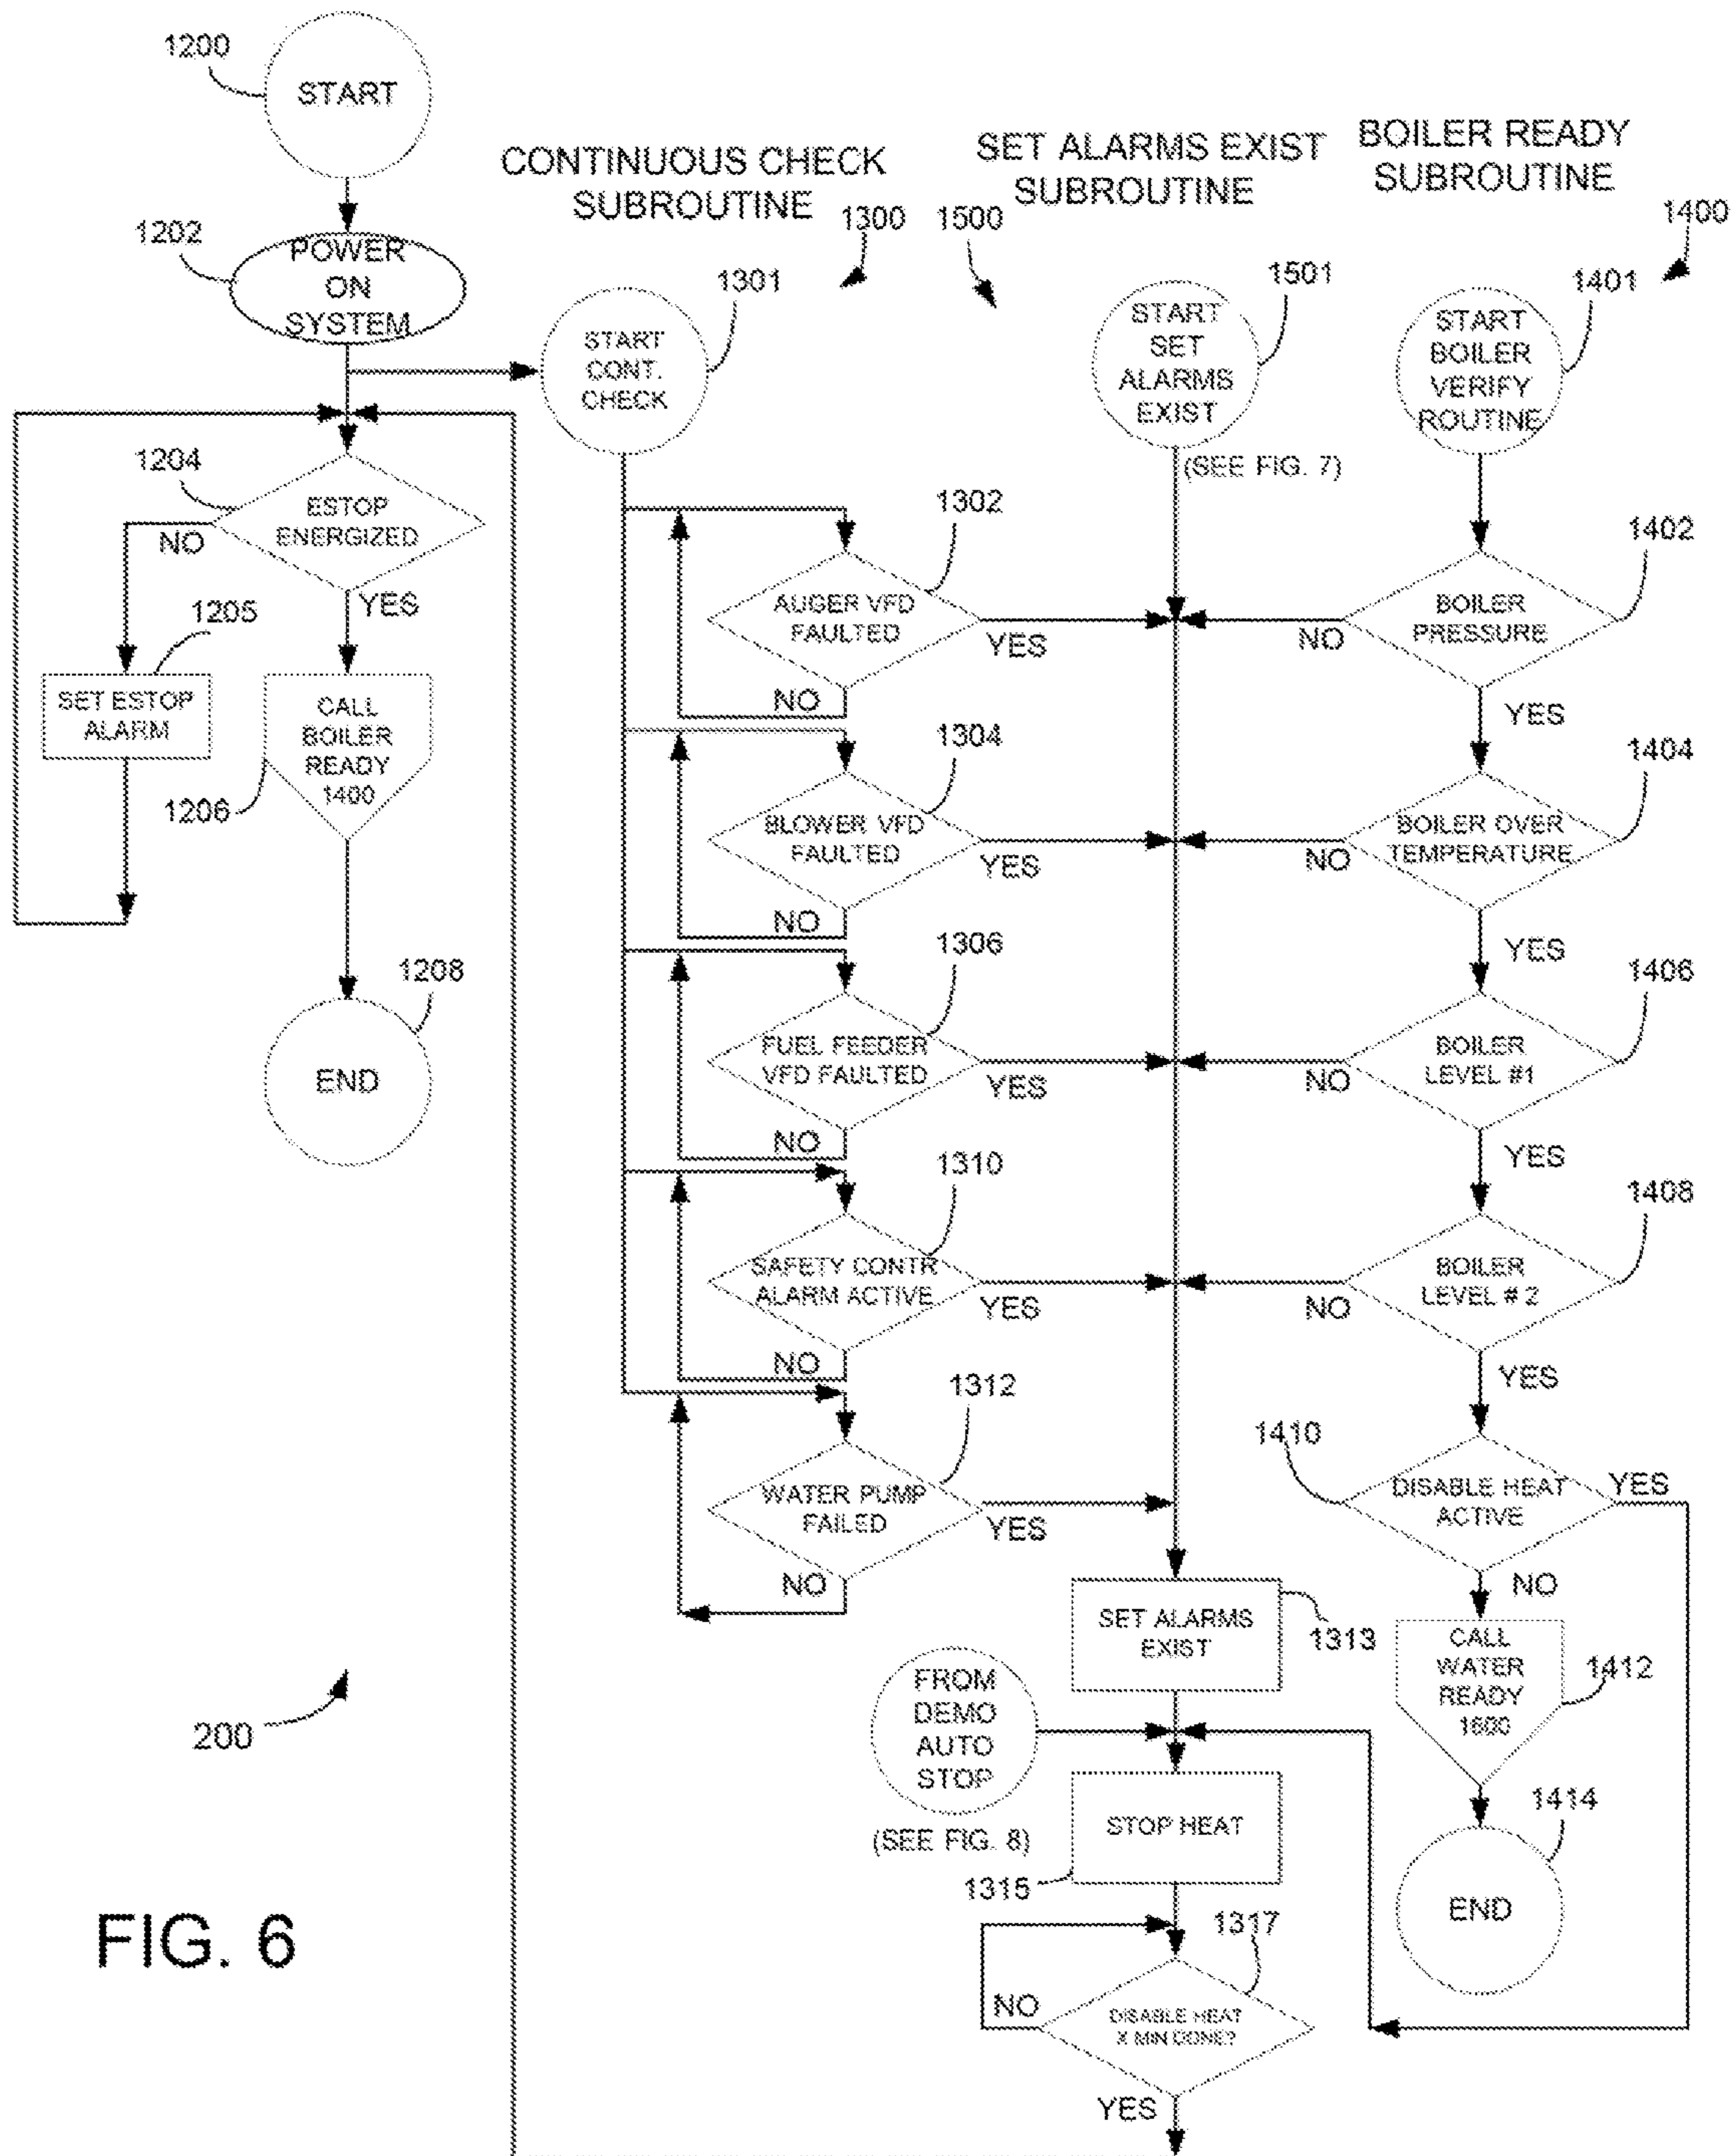 1200
START
1202
POWER
ON
SYSTEM
1204
ESTOP
ENERGIZED
NO
YES
1205
SET ESTOP
ALARM
CALL
BOILER
READY
1400
1206
1208
END
200
FIG. 6
CONTINUOUS CHECK
SUBROUTINE
1300
1301
START
CONT.
CHECK
1302
AUGER VFD
FAULTED
YES
NO
1304
BLOWER VFD
FAULTED
YES
NO
1306
FUEL FEEDER
VFD FAULTED
YES
NO
1310
SAFETY CONTR
ALARM ACTIVE
YES
NO
1312
WATER PUMP
FAILED
YES
NO
SET ALARMS EXIST
SUBROUTINE
1500
1501
START
SET
ALARMS
EXIST
(SEE FIG. 7)
SET ALARMS
EXIST
1313
FROM
DEMO
AUTO
STOP
(SEE FIG. 8)
STOP HEAT
1315
1317
DISABLE HEAT
X MIN DONE?
NO
YES
BOILER READY
SUBROUTINE
1400
1401
START
BOILER
VERIFY
ROUTINE
1402
BOILER
PRESSURE
NO
YES
1404
BOILER OVER
TEMPERATURE
NO
YES
1406
BOILER
LEVEL #1
NO
YES
1408
BOILER
LEVEL # 2
NO
YES
1410
DISABLE HEAT
ACTIVE
YES
NO
CALL
WATER
READY
1600
1412
1414
END